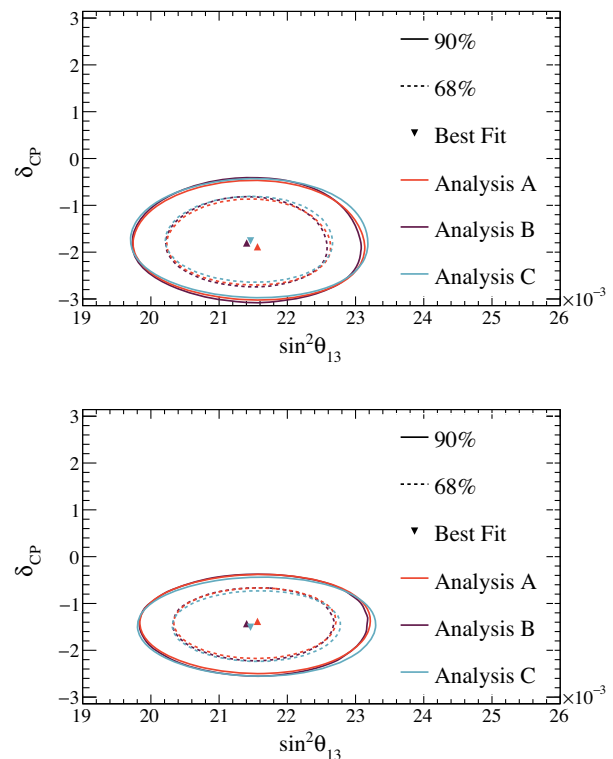 3
2
1
0
−1
−2
−3
δCP
90%
68%
Best Fit
Analysis A
Analysis B
Analysis C
×10−3
19 20 21 22 23 24 25 26
sin2θ13
3
2
1
0
−1
−2
−3
δCP
90%
68%
Best Fit
Analysis A
Analysis B
Analysis C
×10−3
19 20 21 22 23 24 25 26
sin2θ13